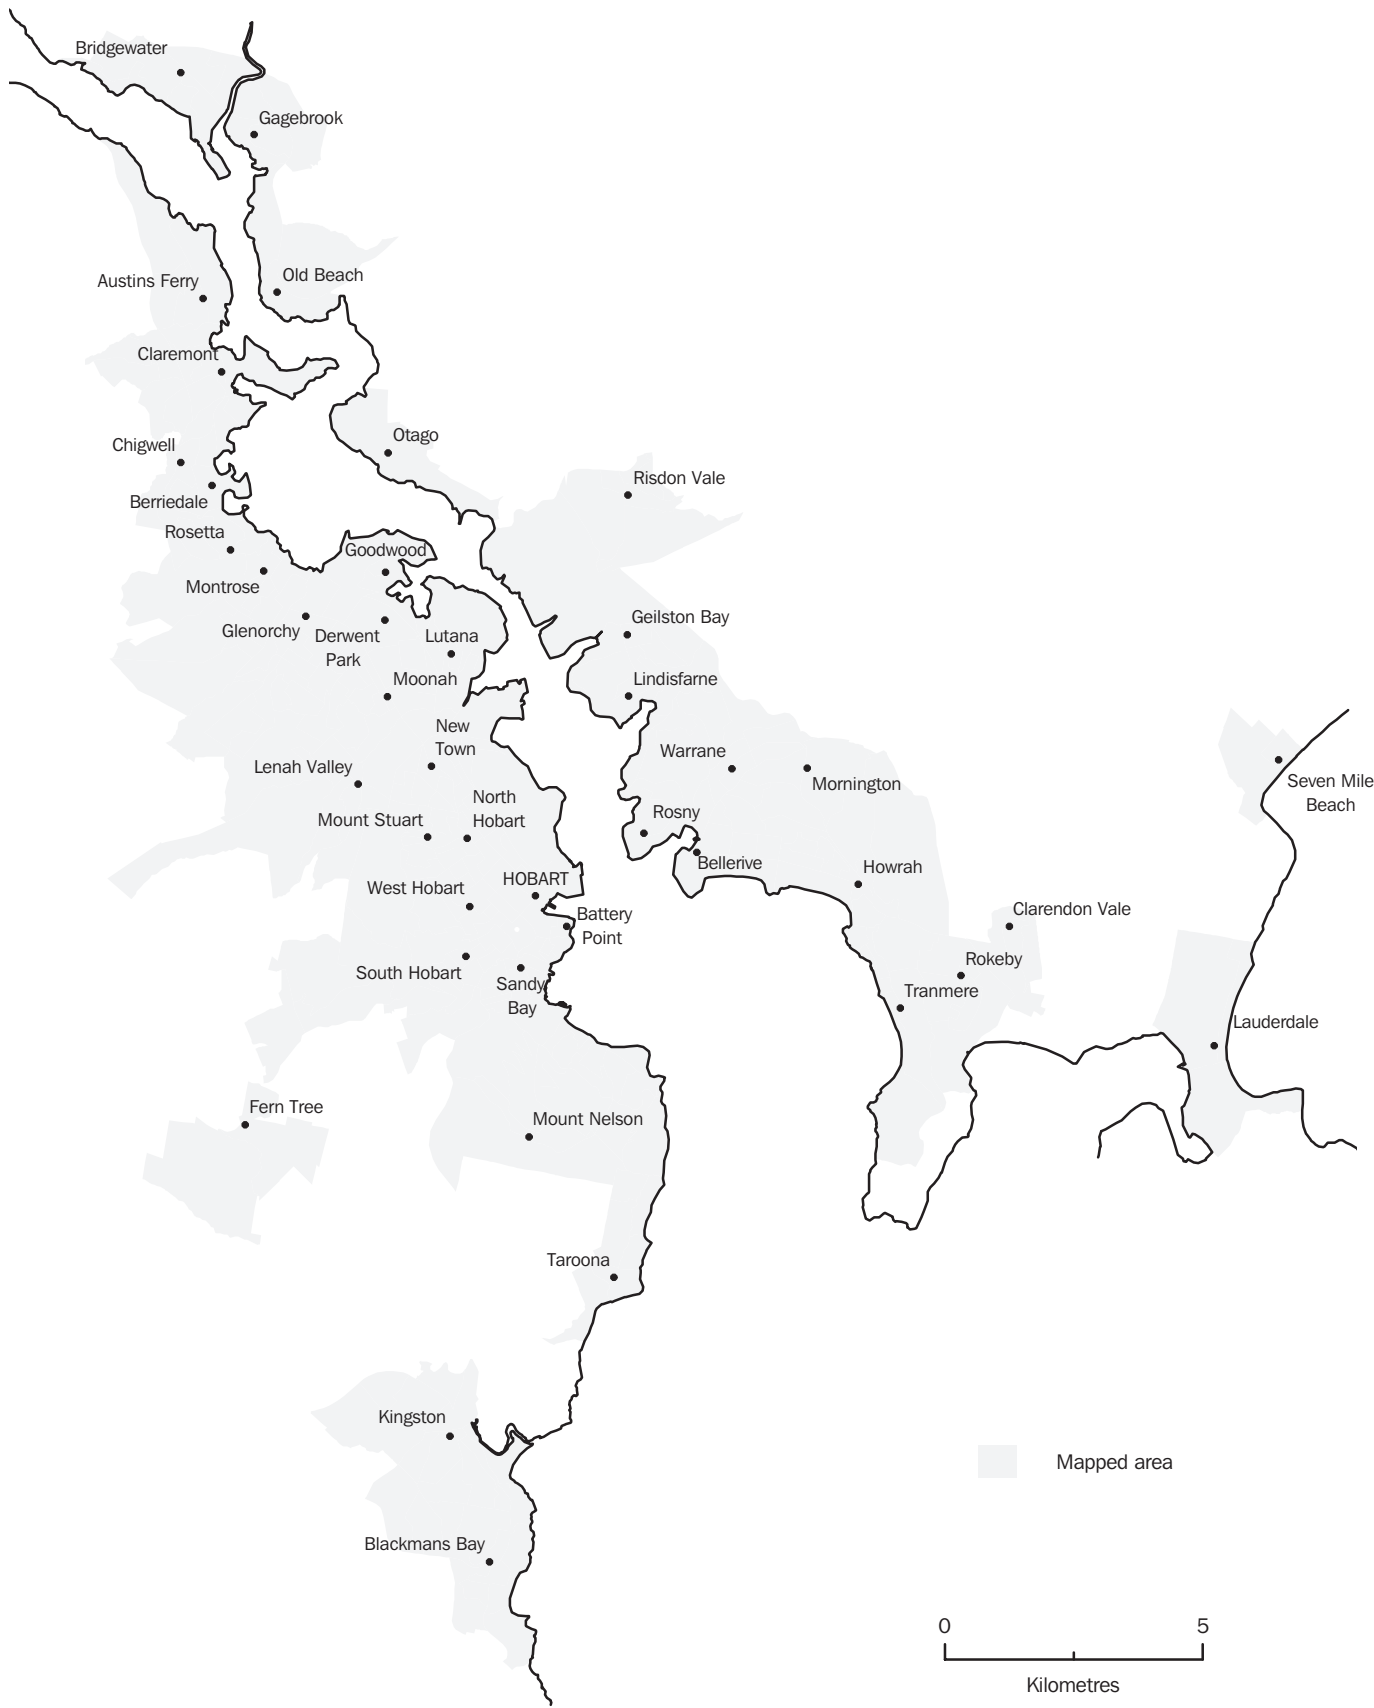 Bridgewater
Gagebrook
Old Beach
Austins Ferry
Claremont
Otago
Chigwell
Risdon Vale
Berriedale
Rosetta
Goodwood
Montrose
Geilston Bay
Glenorchy
Derwent
Park
Lutana
Moonah
Lindisfarne
New
Town
Warrane
Lenah Valley
Mornington
Seven Mile
Beach
North
Hobart
Mount Stuart
Rosny
Bellerive
Howrah
HOBART
West Hobart
Battery
Point
Clarendon Vale
Rokeby
South Hobart
Sandy
Bay
Tranmere
Lauderdale
Fern Tree
Mount Nelson
Taroona
Kingston
Mapped area
Blackmans Bay
0
5
Kilometres